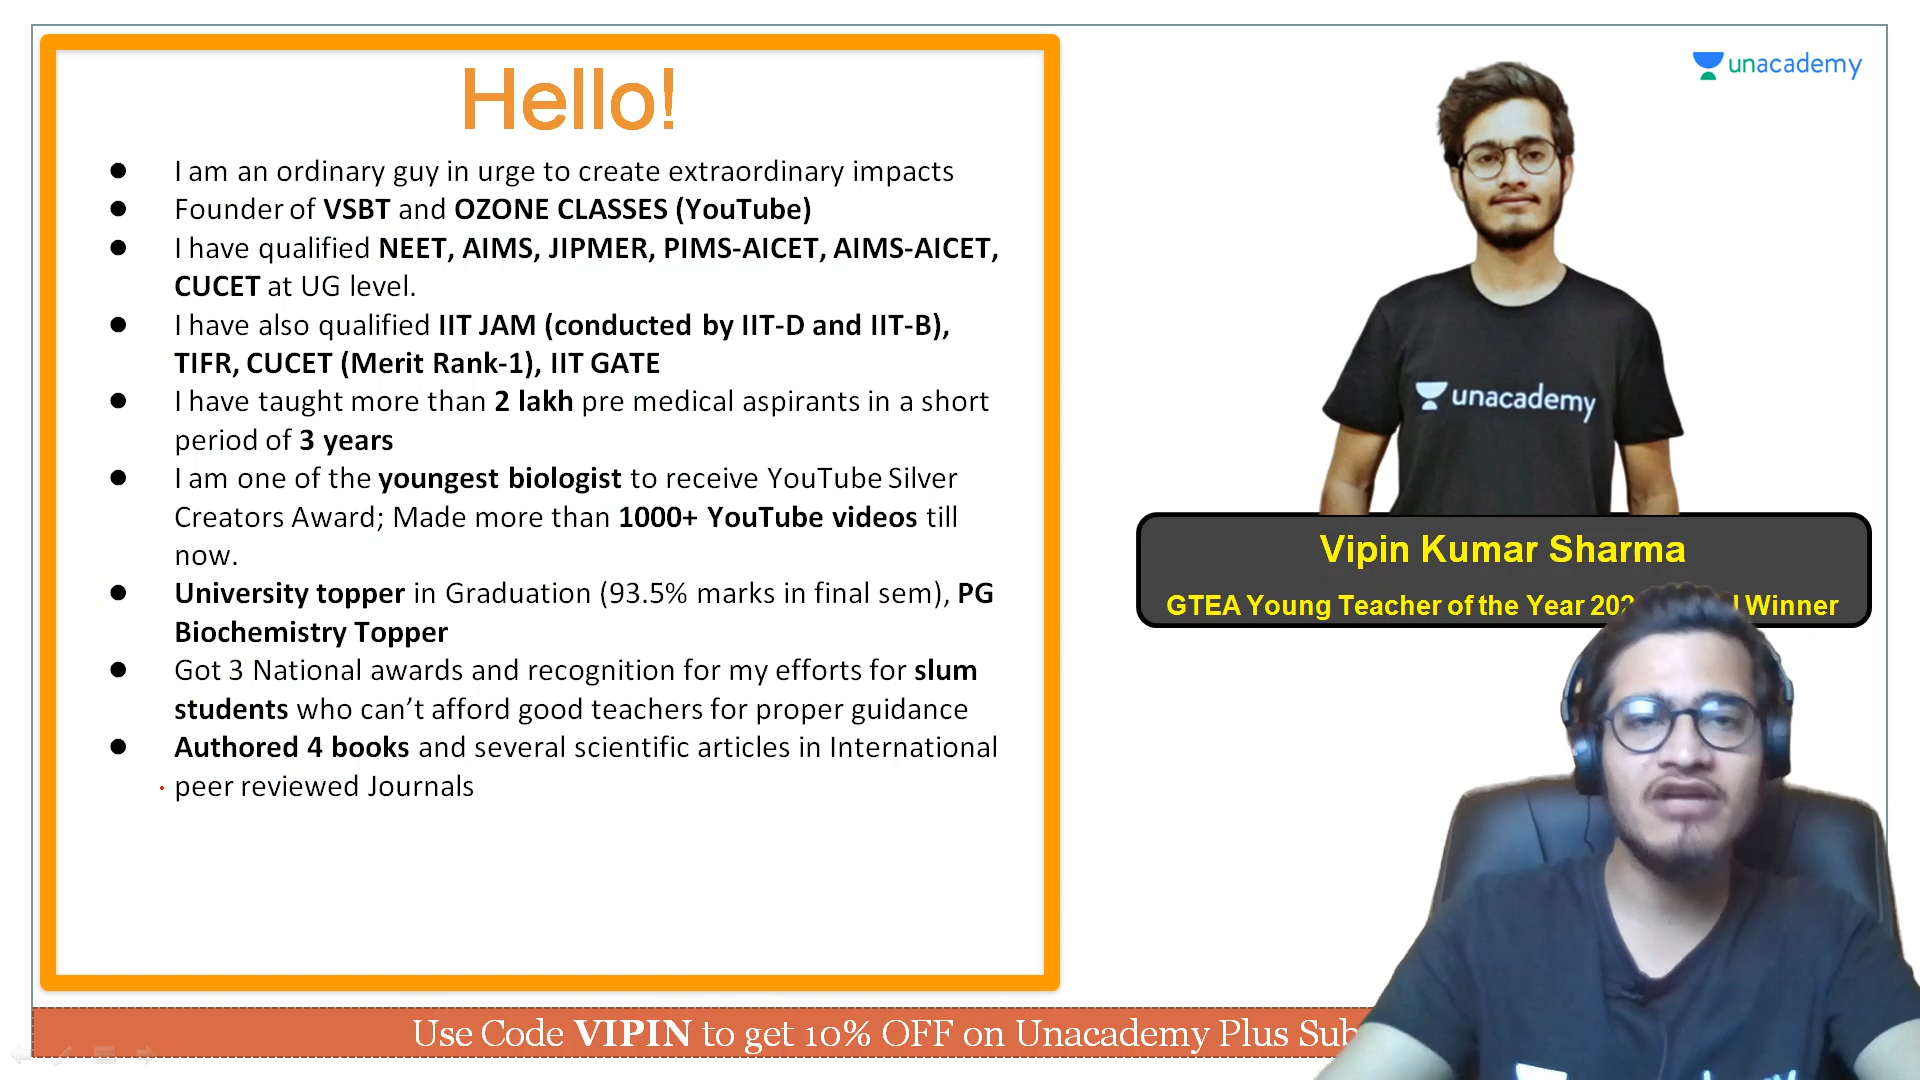 Hello!
I am an ordinary guy in urge to create extraordinary impacts
Founder of VSBT and OZONE CLASSES (YouTube)
I have qualified NEET, AIMS, JIPMER, PIMS-AICET, AIMS-AICET,
CUCET at UG level.
I have also qualified IIT JAM (conducted by IIT-D and IIT-B),
TIFR, CUCET (Merit Rank-1), IIT GATE
I have taught more than 2 lakh pre medical aspirants in a short
period of 3 years
I am one of the youngest biologist to receive YouTube Silver
Creators Award; Made more than 1000+ YouTube videos till
now.
University topper in Graduation (93.5% marks in final sem), PG
Biochemistry Topper
Got 3 National awards and recognition for my efforts for slum
students who can’t afford good teachers for proper guidance
Authored 4 books and several scientific articles in International
peer reviewed Journals
unacademy
unacademy
Vipin Kumar Sharma
GTEA Young Teacher of the Year Winner
Use Code VIPIN to get 10% OFF on Unacademy Plus